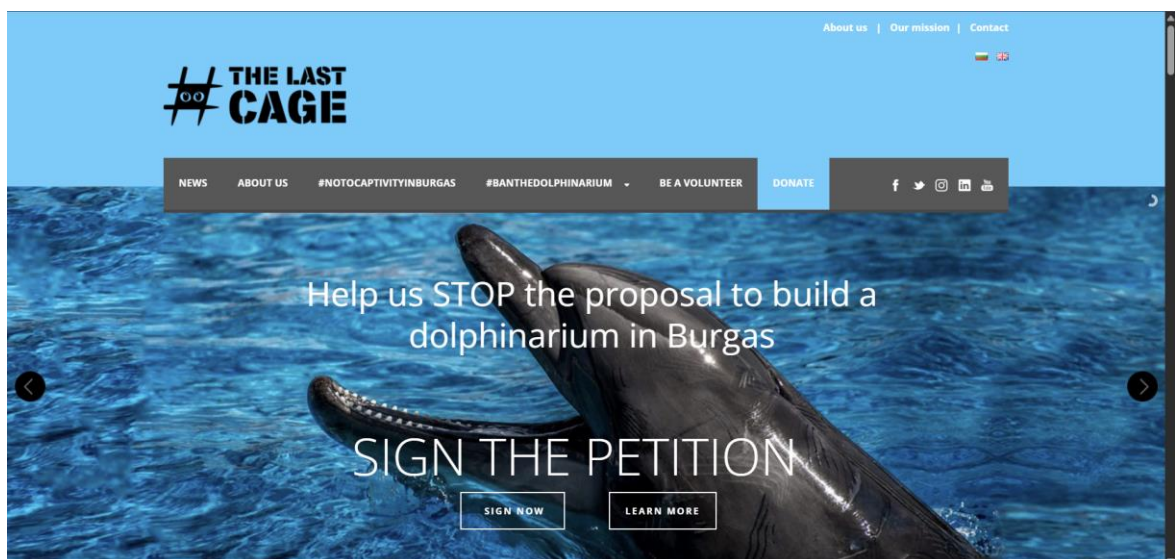 About us | Our mission | Contact
# THE LAST
CAGE
NEWS ABOUT US #NOTOCAPTIVITYINBURGAS #BANTHEDOLPHINARIUM BE A VOLUNTEER DONATE
Help us STOP the proposal to build a
dolphinarium in Burgas
SIGN THE PETITION
SIGN NOW LEARN MORE